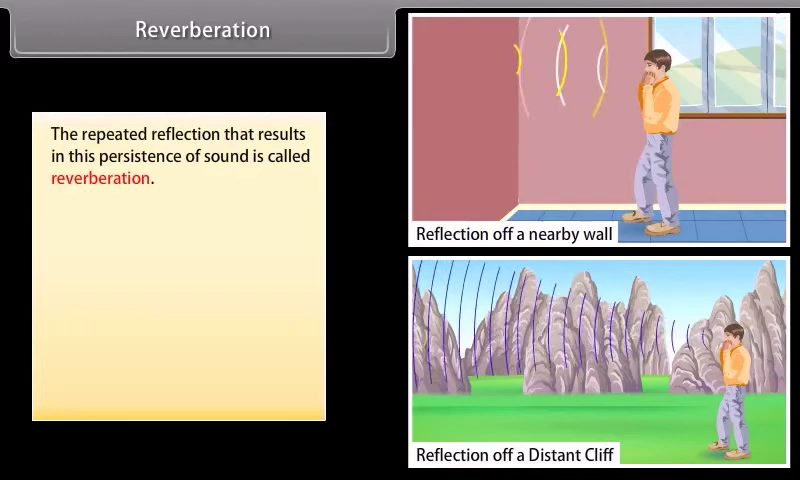 Reverberation
The repeated reflection that results
in this persistence of sound is called
reverberation.
Reflection off a nearby wall
Reflection off a Distant Cliff